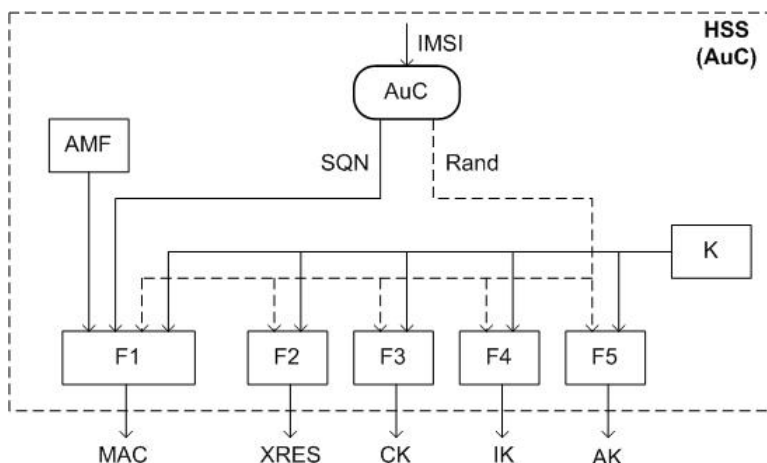 IMSI
HSS
(AuC)
AuC
AMF
SQN
Rand
K
F1
F2
F3
F4
F5
MAC
XRES
CK
IK
AK